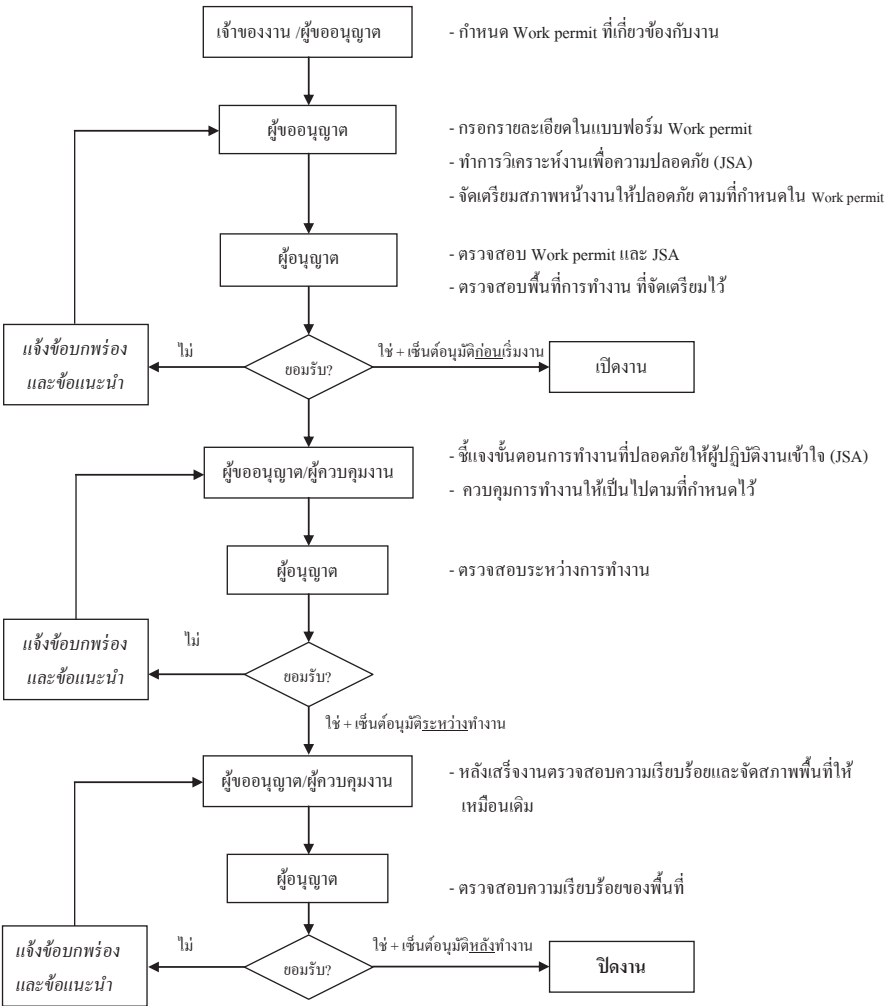 เจ้าของงาน /ผู้ขออนุญาต
- กำหนด Work permit ที่เกี่ยวข้องกับงาน
ผู้ขออนุญาต
- กรอกรายละเอียดในแบบฟอร์ม Work permit
- ทำการวิเคราะห์งานเพื่อความปลอดภัย (JSA)
- จัดเตรียมสภาพหน้างานให้ปลอดภัย ตามที่กำหนดใน Work permit
ผู้อนุญาต
- ตรวจสอบ Work permit และ JSA
- ตรวจสอบพื้นที่การทำงาน ที่จัดเตรียมไว้
แจ้งข้อบกพร่อง
และข้อแนะนำ
ไม่
ยอมรับ?
ใช่ + เซ็นต์อนุมัติก่อนเริ่มงาน
เปิดงาน
ผู้ขออนุญาต/ผู้ควบคุมงาน
- ชี้แจงขั้นตอนการทำงานที่ปลอดภัยให้ผู้ปฏิบัติงานเข้าใจ (JSA)
- ควบคุมการทำงานให้เป็นไปตามที่กำหนดไว้
ผู้อนุญาต
- ตรวจสอบระหว่างการทำงาน
แจ้งข้อบกพร่อง
และข้อแนะนำ
ไม่
ยอมรับ?
ใช่ + เซ็นต์อนุมัติระหว่างทำงาน
ผู้ขออนุญาต/ผู้ควบคุมงาน
- หลังเสร็จงานตรวจสอบความเรียบร้อยและจัดสภาพพื้นที่ให้
เหมือนเดิม
ผู้อนุญาต
- ตรวจสอบความเรียบร้อยของพื้นที่
แจ้งข้อบกพร่อง
และข้อแนะนำ
ไม่
ยอมรับ?
ใช่ + เซ็นต์อนุมัติหลังทำงาน
ปิดงาน